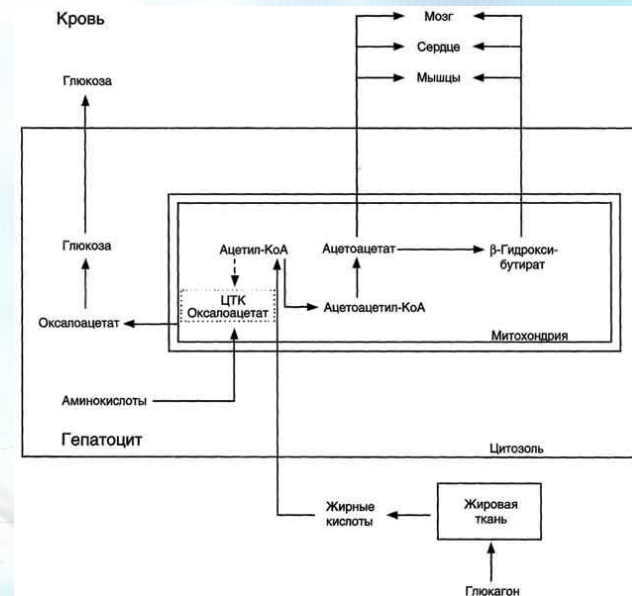 Кровь
Мозг
Сердце
Мышцы
Глюкоза
Глюкоза
Ацетил-КоА
Ацетоацетат
β-Гидрокси-
бутират
ЦТК
Оксалоацетат
Ацетоацетил-КоА
Оксалоацетат
Митохондрия
Аминокислоты
Гепатоцит
Цитозоль
Жирные
кислоты
Жировая
ткань
Глюкагон